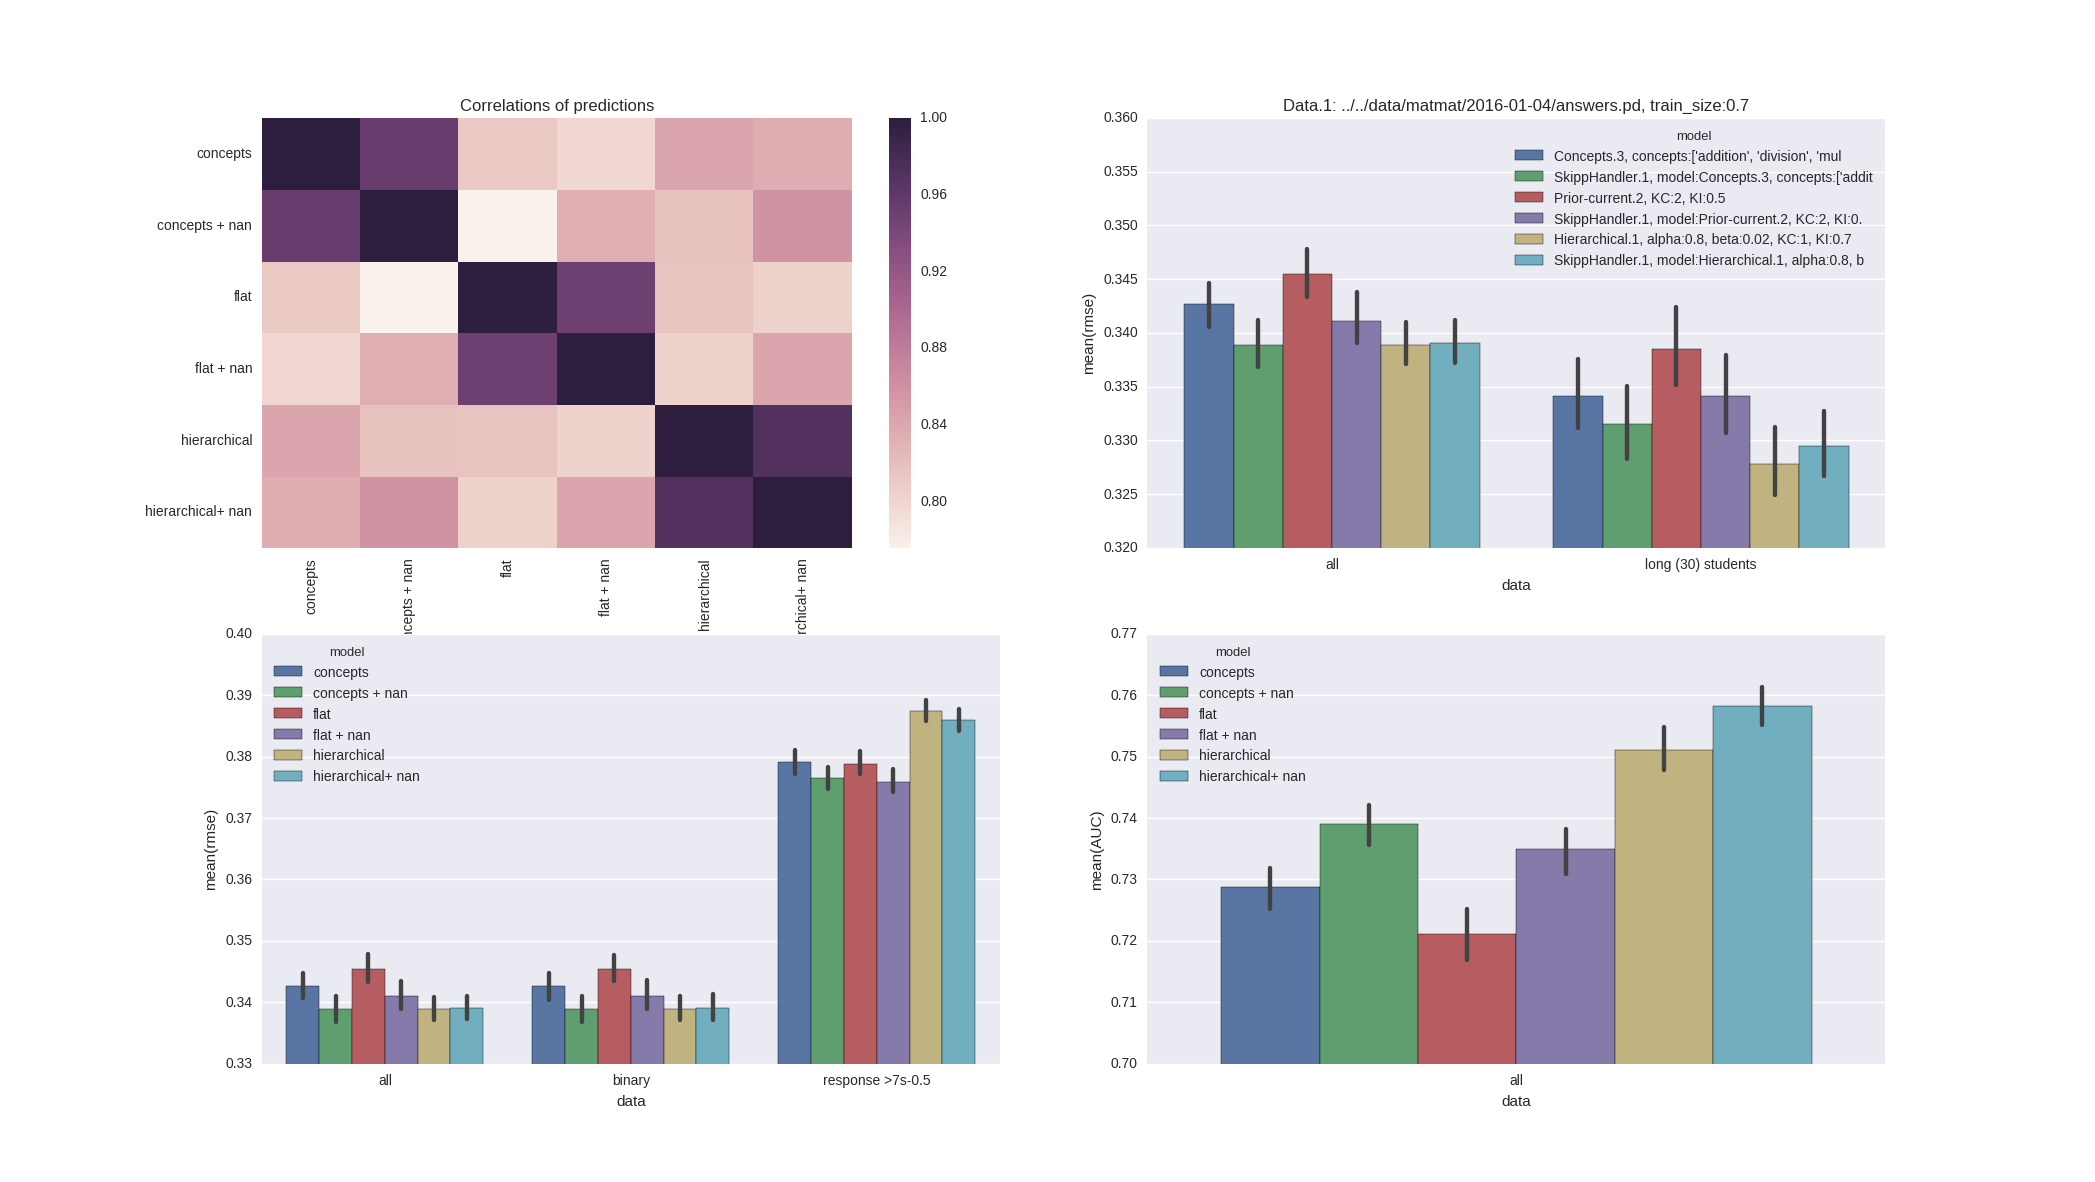 Correlations of predictions
concepts
concepts + nan
flat
flat + nan
hierarchical
hierarchical+ nan
1.00
0.96
0.92
0.88
0.84
0.80
concepts
ncepts + nan
flat
flat + nan
hierarchical
rchical+ nan
Data.1: ../../data/matmat/2016-01-04/answers.pd, train_size:0.7
mean(rmse)
0.360
0.355
0.350
0.345
0.340
0.335
0.330
0.325
0.320
model
Concepts.3, concepts:['addition', 'division', 'mul
SkippHandler.1, model:Concepts.3, concepts:['addit
Prior-current.2, KC:2, KI:0.5
SkippHandler.1, model:Prior-current.2, KC:2, KI:0.
Hierarchical.1, alpha:0.8, beta:0.02, KC:1, KI:0.7
SkippHandler.1, model:Hierarchical.1, alpha:0.8, b
all
long (30) students
data
mean(rmse)
0.40
0.39
0.38
0.37
0.36
0.35
0.34
0.33
model
concepts
concepts + nan
flat
flat + nan
hierarchical
hierarchical+ nan
all
binary
response >7s-0.5
data
mean(AUC)
0.77
0.76
0.75
0.74
0.73
0.72
0.71
0.70
model
concepts
concepts + nan
flat
flat + nan
hierarchical
hierarchical+ nan
all
data